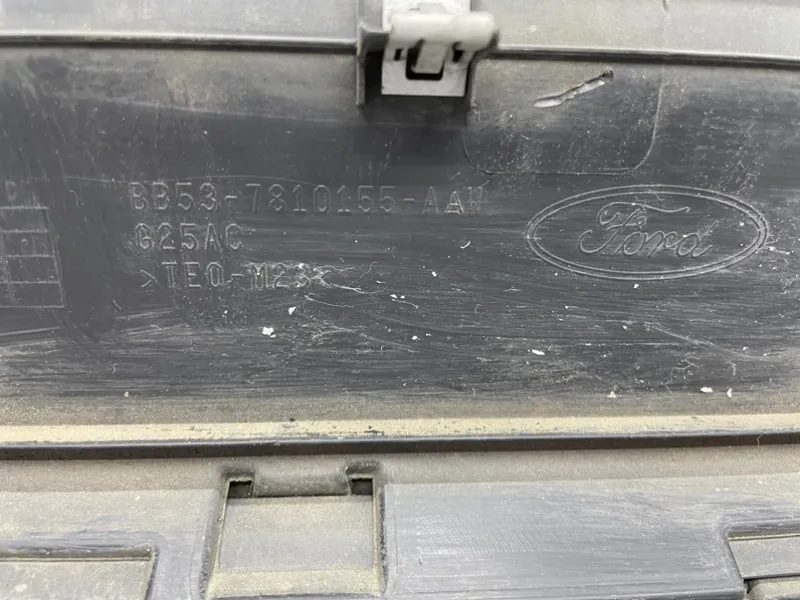 BB53-7810155-AAW
G25AC
>TEO-M23<
Ford